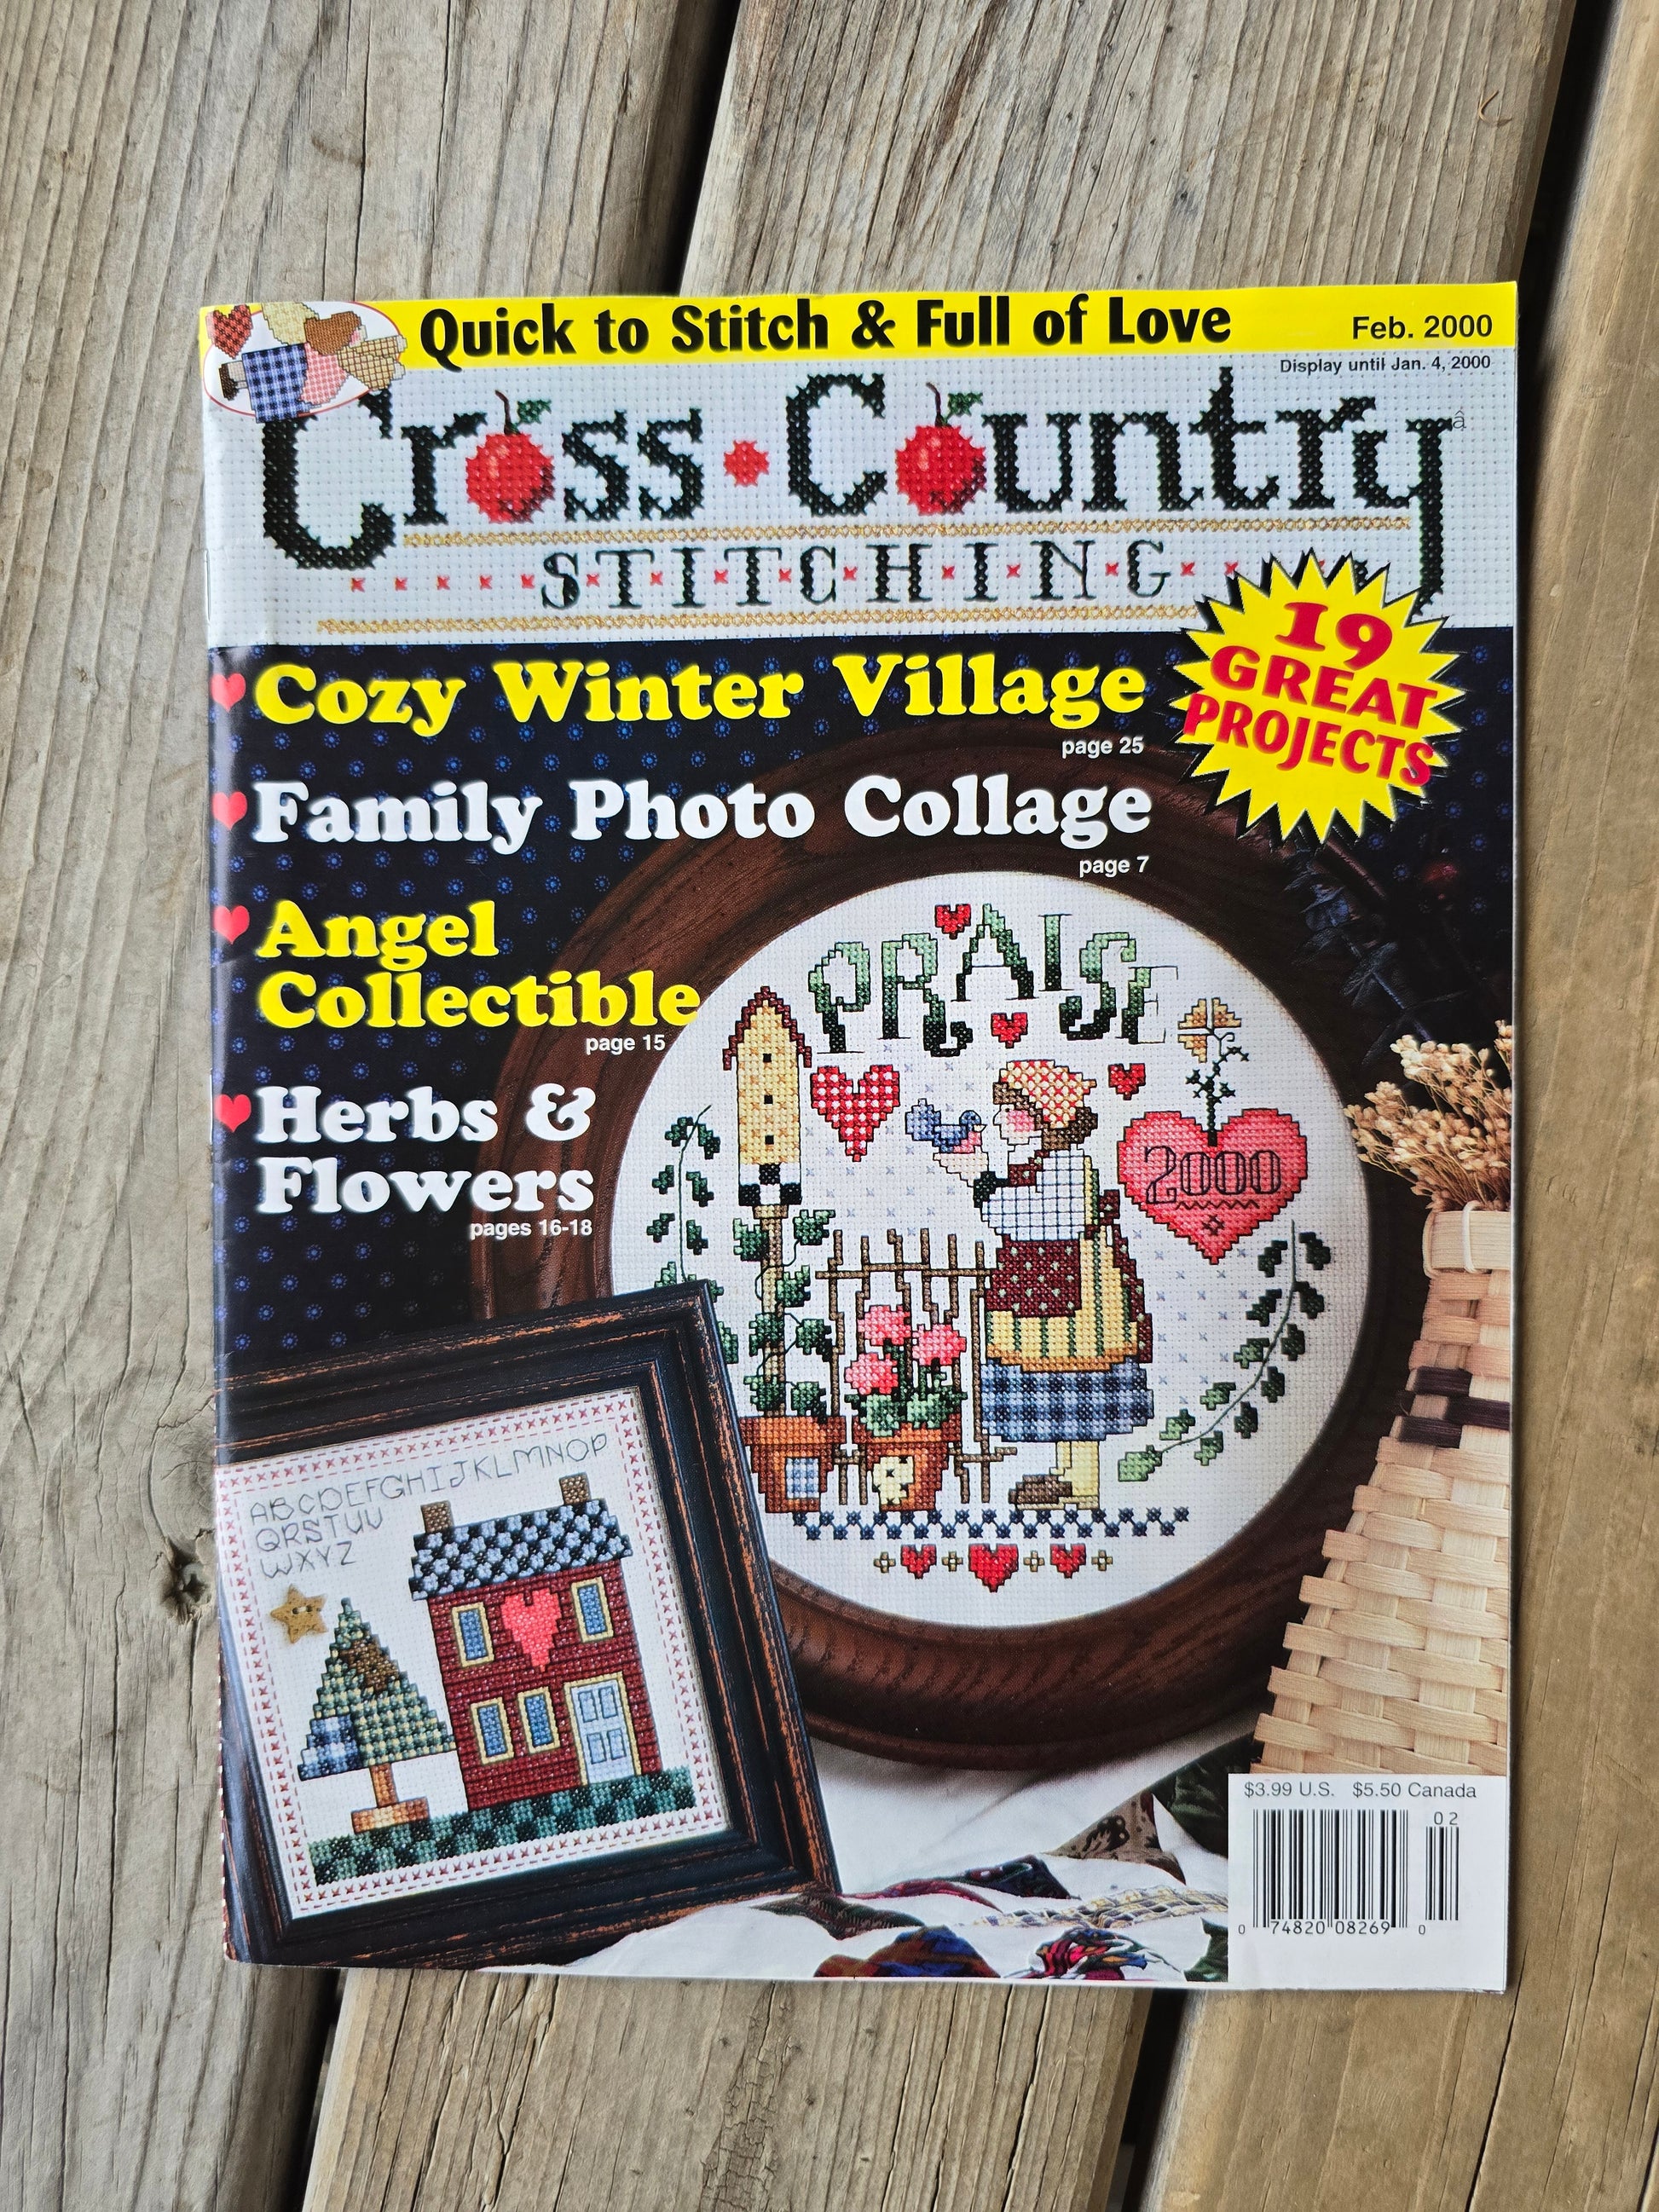 Quick to Stitch & Full of Love
Feb. 2000
Display until Jan. 4, 2000
Cross • Country
STITCHING
19
GREAT
PROJECTS
Cozy Winter Village
page 25
Family Photo Collage
page 7
Angel
Collectible
page 15
Herbs &
Flowers
pages 16-18
PRAISE
2000
ABCDEFGHIJKLMNOP
QRSTUV
WXYZ
$3.99 U.S. $5.50 Canada
02
0 74820 08269 0